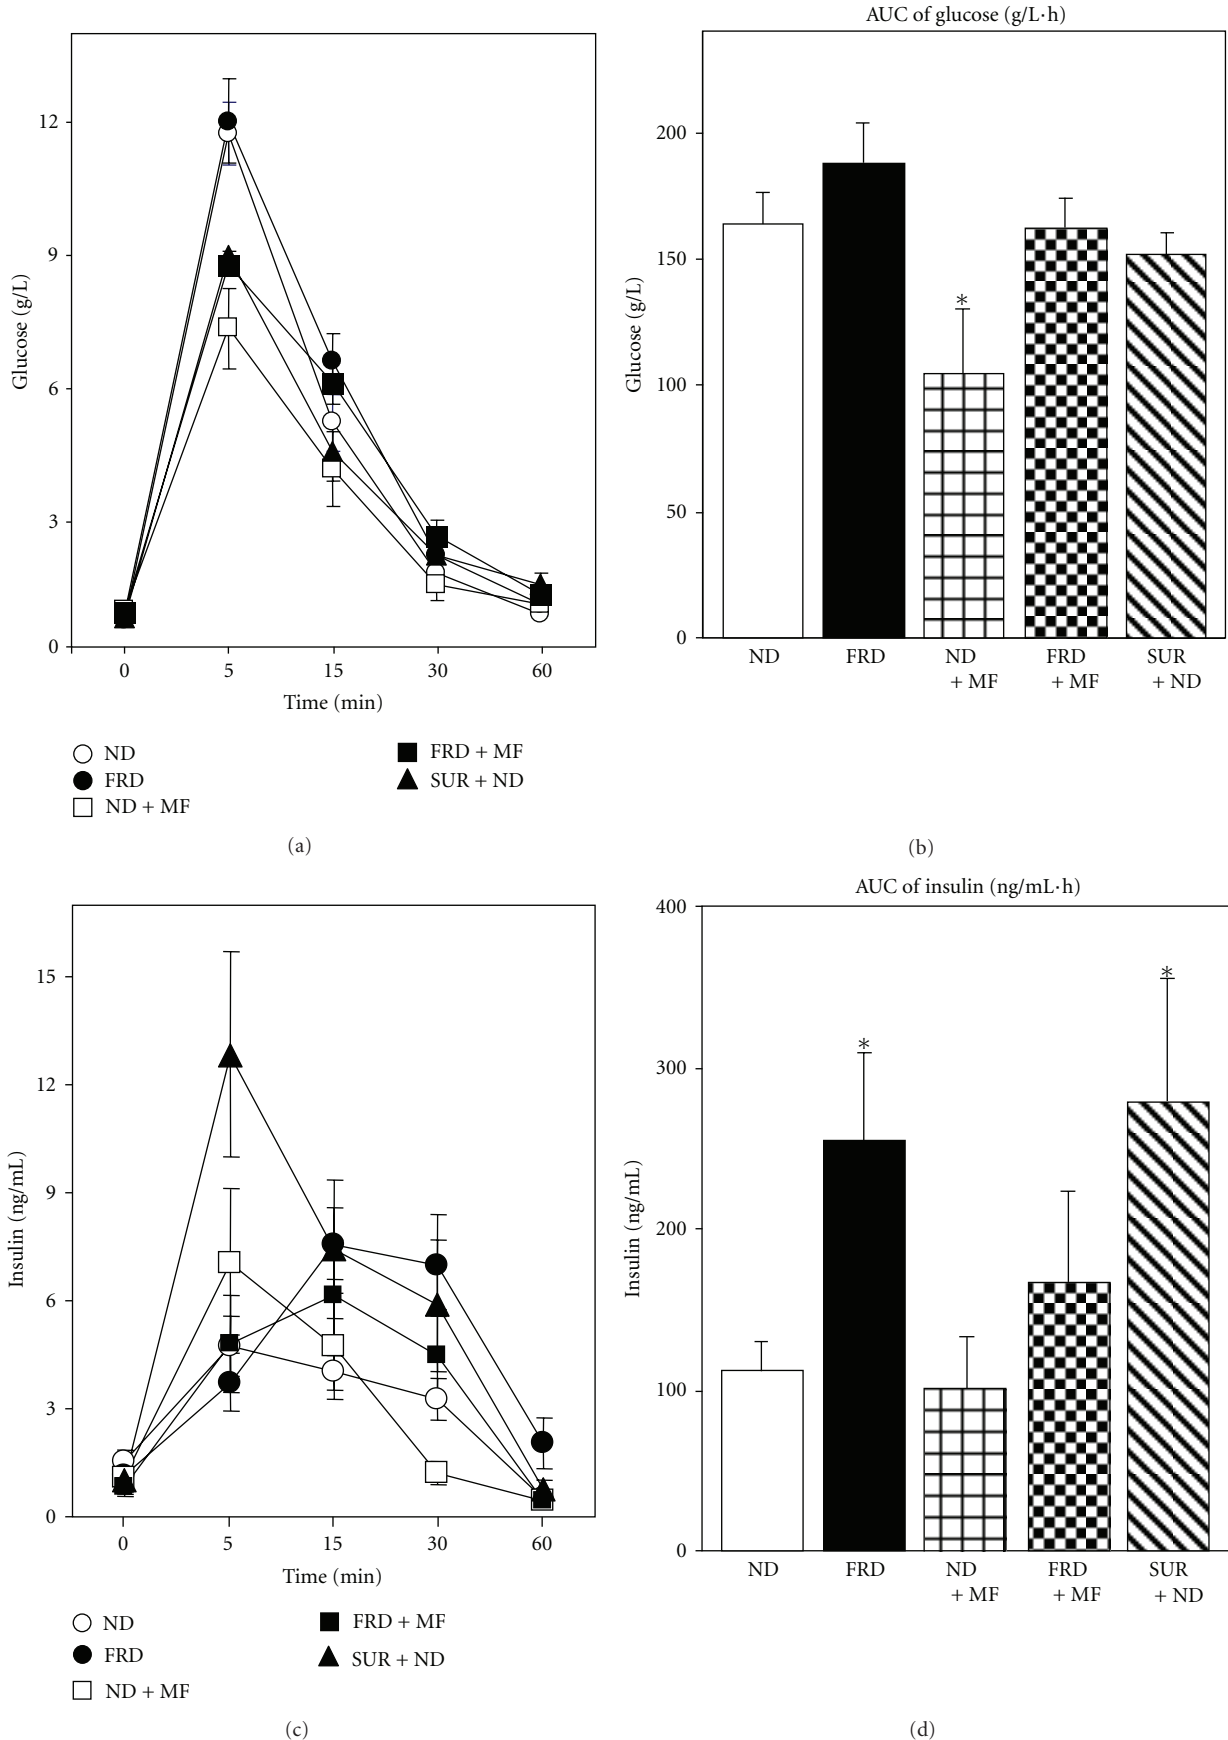 12
9
6
3
0
Glucose (g/L)
0 5 15 30 60
Time (min)
ND
FRD
ND + MF
FRD + MF
SUR + ND
(a)
AUC of glucose (g/L·h)
200
150
100
50
0
Glucose (g/L)
*
ND FRD ND FRD SUR
+ MF + MF + ND
(b)
15
12
9
6
3
0
Insulin (ng/mL)
0 5 15 30 60
Time (min)
ND
FRD
ND + MF
FRD + MF
SUR + ND
(c)
AUC of insulin (ng/mL·h)
400
300
200
100
0
Insulin (ng/mL)
*
*
ND FRD ND FRD SUR
+ MF + MF + ND
(d)